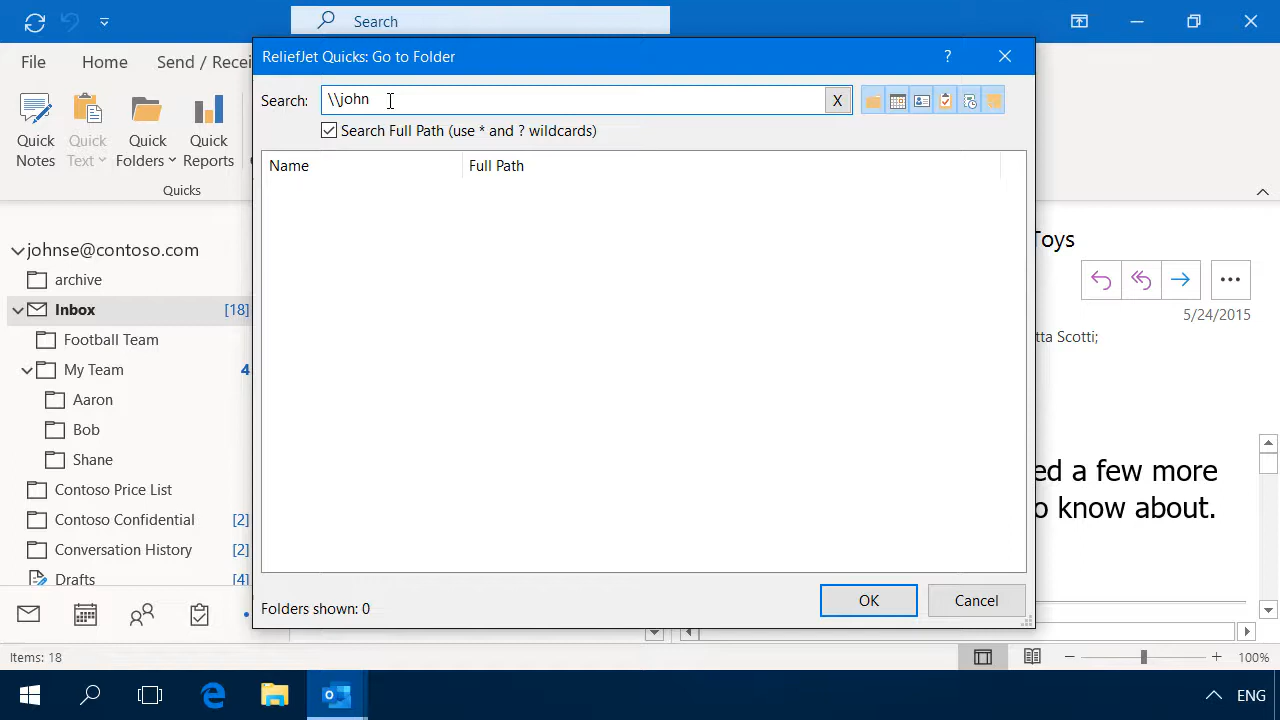 Search
File Home Send / Recei
Quick Notes
Quick Text
Quick Folders
Quick Reports
Quicks
ReliefJet Quicks: Go to Folder
?
Search: \\john X
Search Full Path (use * and ? wildcards)
Name Full Path
Folders shown: 0
OK Cancel
johnse@contoso.com
archive
Inbox [18]
Football Team
My Team 4
Aaron
Bob
Shane
Contoso Price List
Contoso Confidential [2]
Conversation History [2]
Drafts [4]
Toys
5/24/2015
tta Scotti;
ed a few more
o know about.
Items: 18
100%
ENG